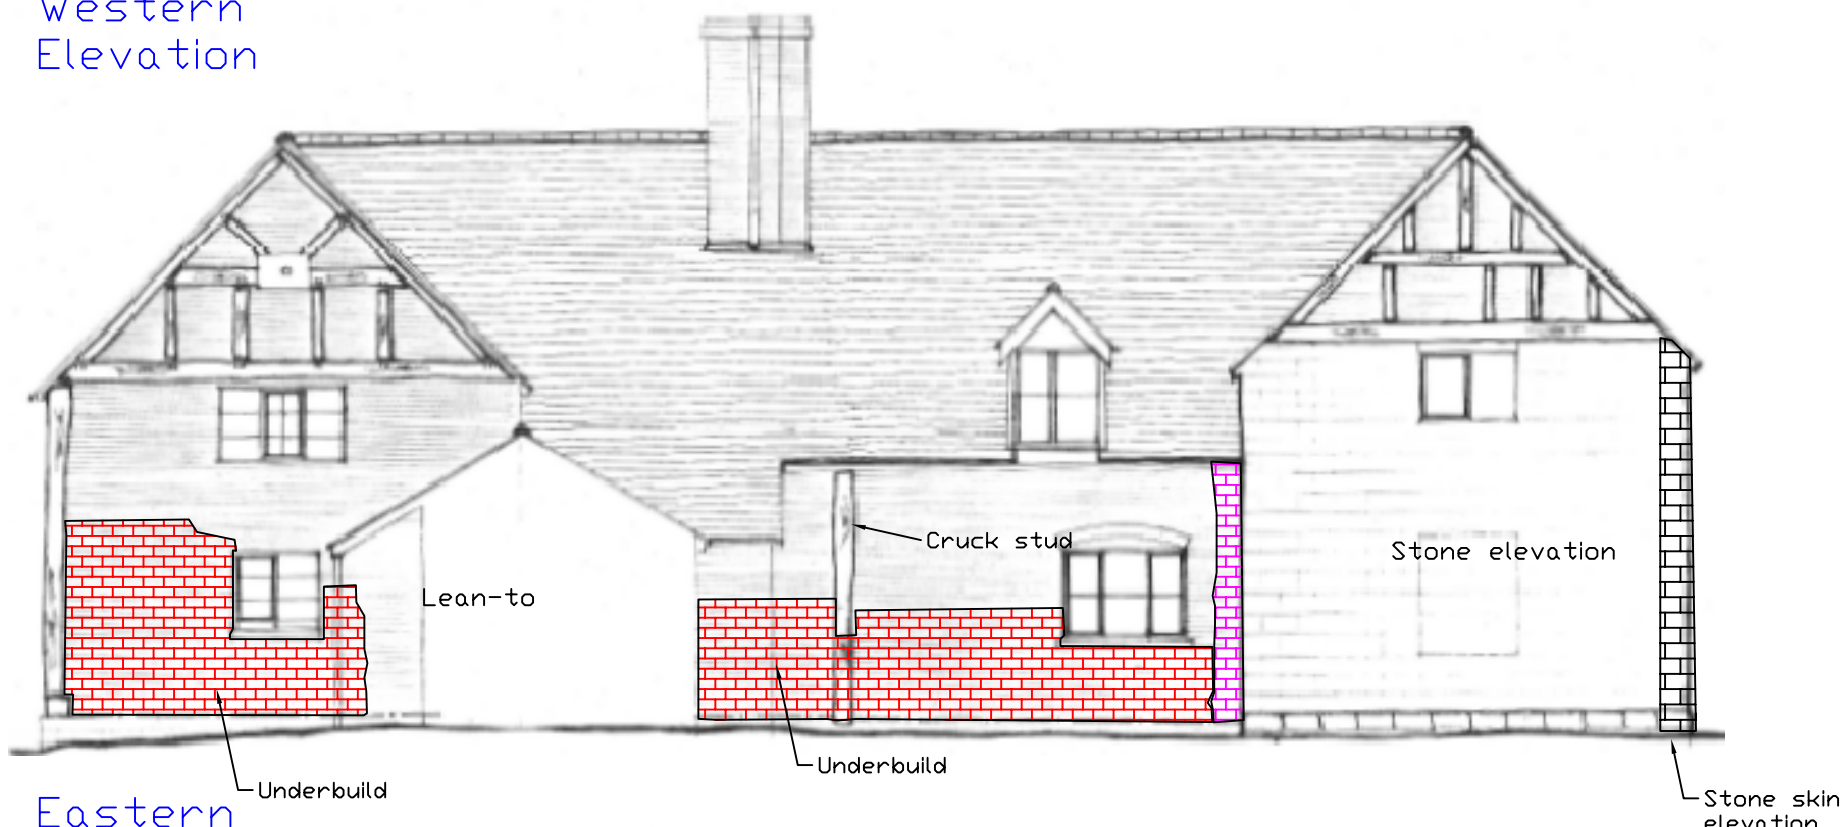 Western
Elevation
Cruck stud
Stone elevation
Lean-to
Underbuild
Underbuild
Stone skin
elevation
Eastern